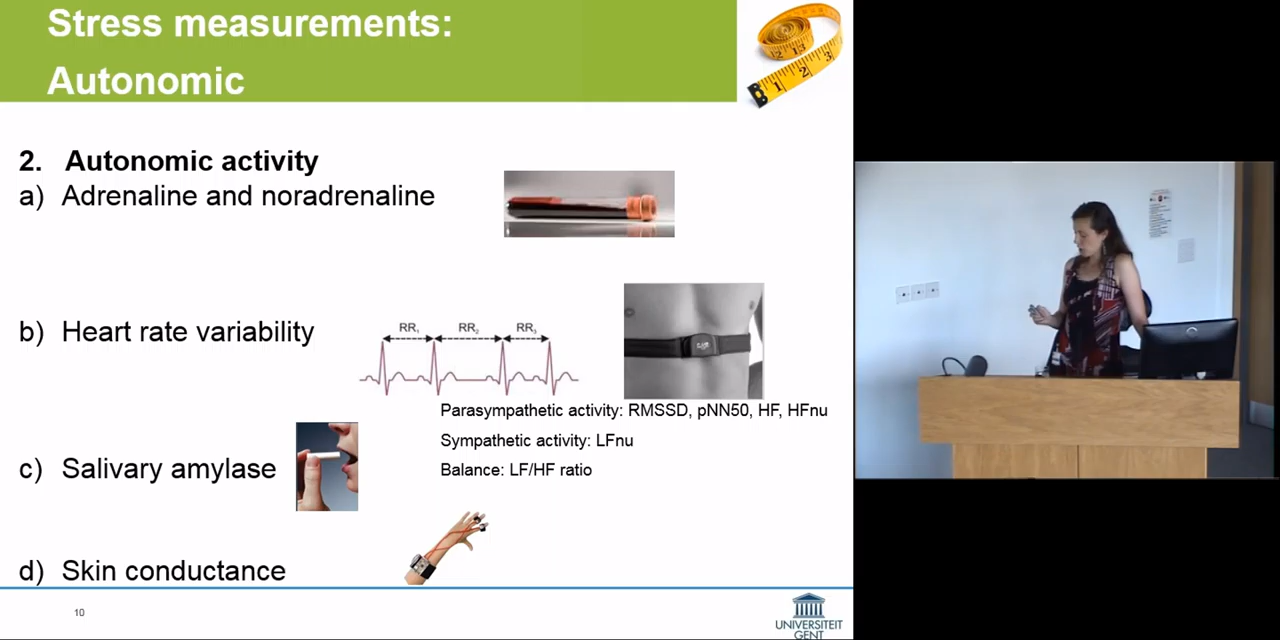 Stress measurements:
Autonomic
2. Autonomic activity
a) Adrenaline and noradrenaline
b) Heart rate variability
RR1 RR2 RR3
Parasympathetic activity: RMSSD, pNN50, HF, HFnu
Sympathetic activity: LFnu
Balance: LF/HF ratio
c) Salivary amylase
d) Skin conductance
10
UNIVERSITEIT
GENT